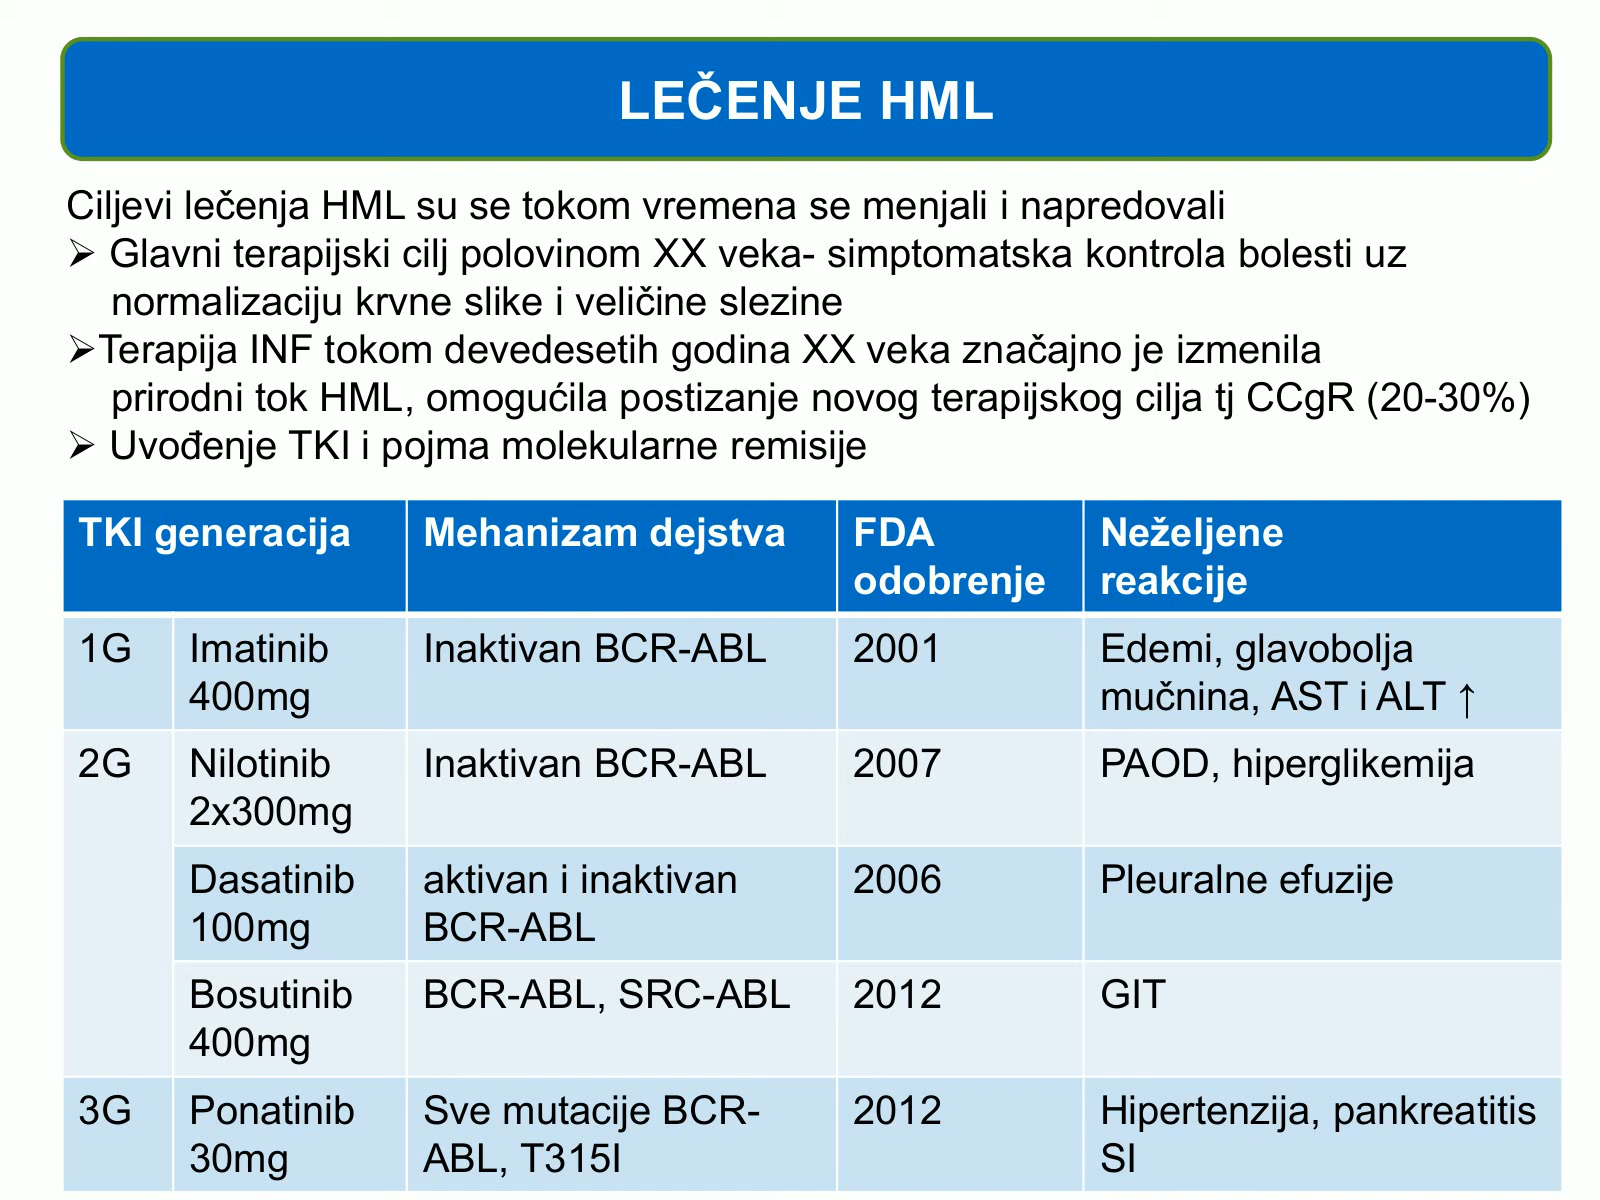 LEČENJE HML
Ciljevi lečenja HML su se tokom vremena se menjali i napredovali
➢ Glavni terapijski cilj polovinom XX veka- simptomatska kontrola bolesti uz
normalizaciju krvne slike i veličine slezine
➢Terapija INF tokom devedesetih godina XX veka značajno je izmenila
prirodni tok HML, omogućila postizanje novog terapijskog cilja tj CCgR (20-30%)
➢ Uvođenje TKI i pojma molekularne remisije
TKI generacija Mehanizam dejstva FDA odobrenje Neželjene reakcije
1G Imatinib 400mg Inaktivan BCR-ABL 2001 Edemi, glavobolja mučnina, AST i ALT ↑
2G Nilotinib 2x300mg Inaktivan BCR-ABL 2007 PAOD, hiperglikemija
Dasatinib 100mg aktivan i inaktivan BCR-ABL 2006 Pleuralne efuzije
Bosutinib 400mg BCR-ABL, SRC-ABL 2012 GIT
3G Ponatinib 30mg Sve mutacije BCR-ABL, T315I 2012 Hipertenzija, pankreatitis SI